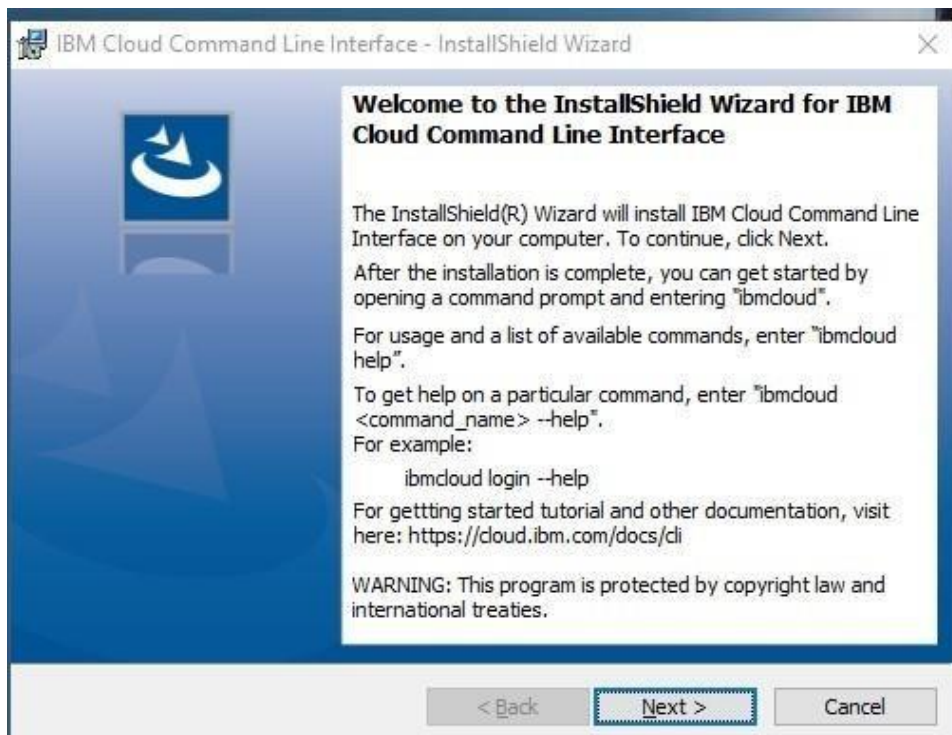 IBM Cloud Command Line Interface - InstallShield Wizard
Welcome to the InstallShield Wizard for IBM
Cloud Command Line Interface
The InstallShield(R) Wizard will install IBM Cloud Command Line
Interface on your computer. To continue, click Next.
After the installation is complete, you can get started by
opening a command prompt and entering "ibmcloud".
For usage and a list of available commands, enter "ibmcloud
help”.
To get help on a particular command, enter "ibmcloud
<command_name> --help".
For example:
ibmcloud login --help
For gettting started tutorial and other documentation, visit
here: https://cloud.ibm.com/docs/cli
WARNING: This program is protected by copyright law and
international treaties.
< Back
Next >
Cancel